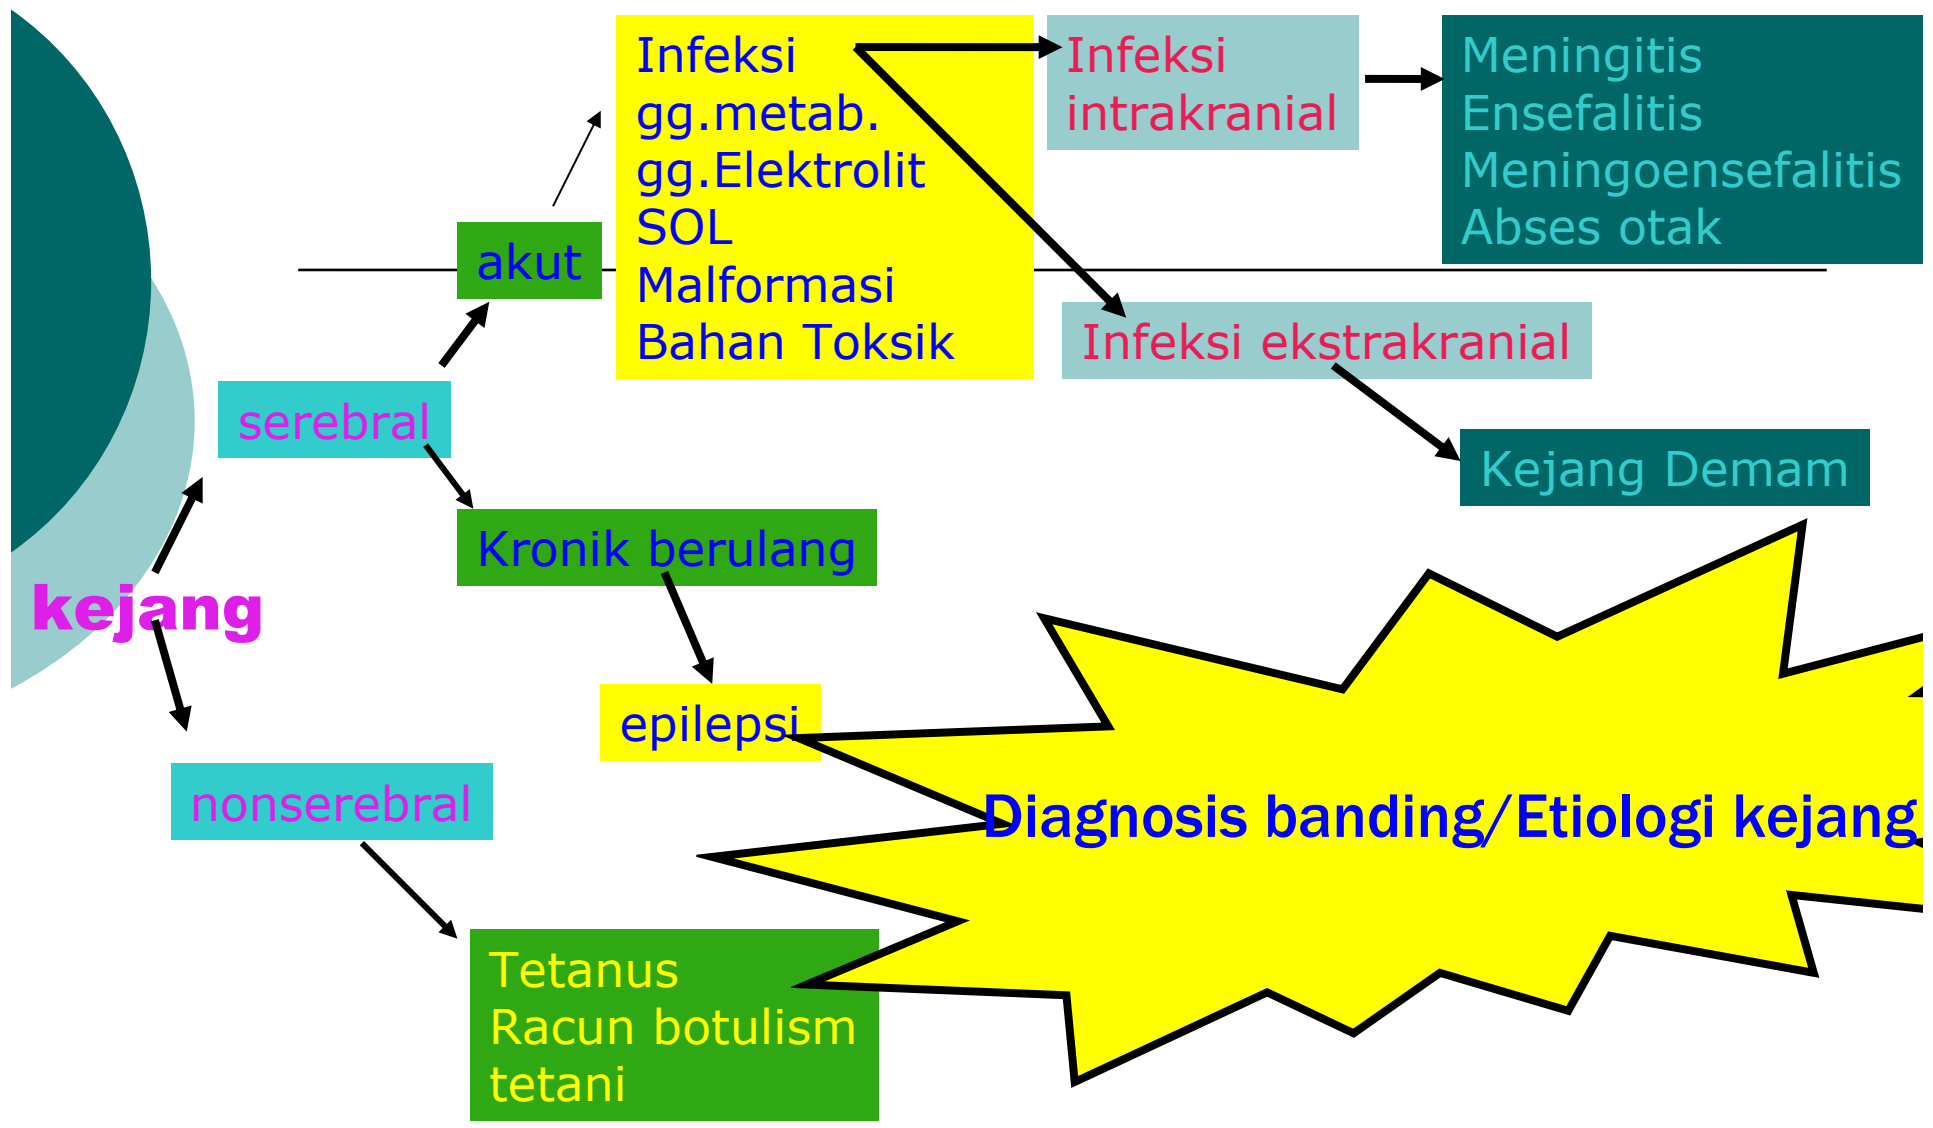 Infeksi
gg.metab.
gg.Elektrolit
SOL
Malformasi
Bahan Toksik
Infeksi
intrakranial
Meningitis
Ensefalitis
Meningoensefalitis
Abses otak
akut
Infeksi ekstrakranial
serebral
Kejang Demam
Kronik berulang
kejang
epilepsi
nonserebral
Diagnosis banding/Etiologi kejang
Tetanus
Racun botulism
tetani